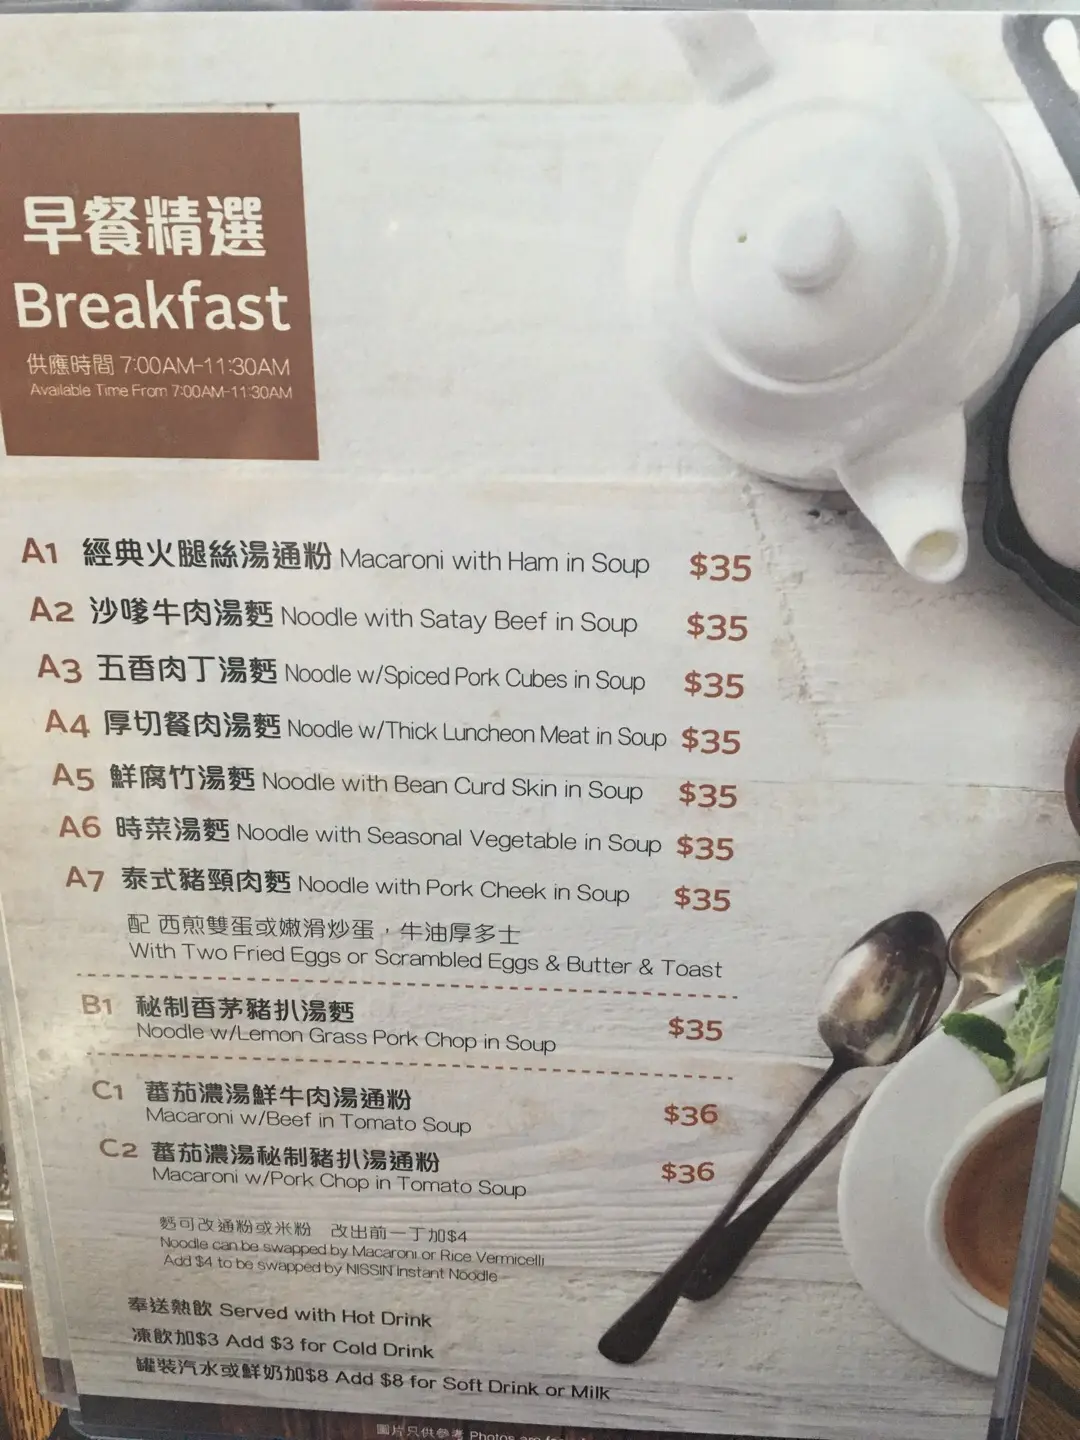 早餐精選
Breakfast
供應時間 7:00AM-11:30AM
Available Time From 7:00AM-11:30AM
A1 經典火腿絲湯通粉 Macaroni with Ham in Soup $35
A2 沙嗲牛肉湯麪 Noodle with Satay Beef in Soup $35
A3 五香肉丁湯麪 Noodle w/Spiced Pork Cubes in Soup $35
A4 厚切餐肉湯麪 Noodle w/Thick Luncheon Meat in Soup $35
A5 鮮腐竹湯麪 Noodle with Bean Curd Skin in Soup $35
A6 時菜湯麪 Noodle with Seasonal Vegetable in Soup $35
A7 泰式豬頸肉麪 Noodle with Pork Cheek in Soup $35
配 西煎雙蛋或嫩滑炒蛋，牛油厚多士
With Two Fried Eggs or Scrambled Eggs & Butter & Toast
B1 秘制香茅豬扒湯麪 $35
Noodle w/Lemon Grass Pork Chop in Soup
C1 蕃茄濃湯鮮牛肉湯通粉 $36
Macaroni w/Beef in Tomato Soup
C2 蕃茄濃湯秘制豬扒湯通粉 $36
Macaroni w/Pork Chop in Tomato Soup
麪可改通粉或米粉 改出前一丁加$4
Noodle can be swapped by Macaroni or Rice Vermicelli
Add $4 to be swapped by NISSIN Instant Noodle
奉送熱飲 Served with Hot Drink
凍飲加$3 Add $3 for Cold Drink
罐裝汽水或鮮奶加$8 Add $8 for Soft Drink or Milk
圖片只供參考 Photos are